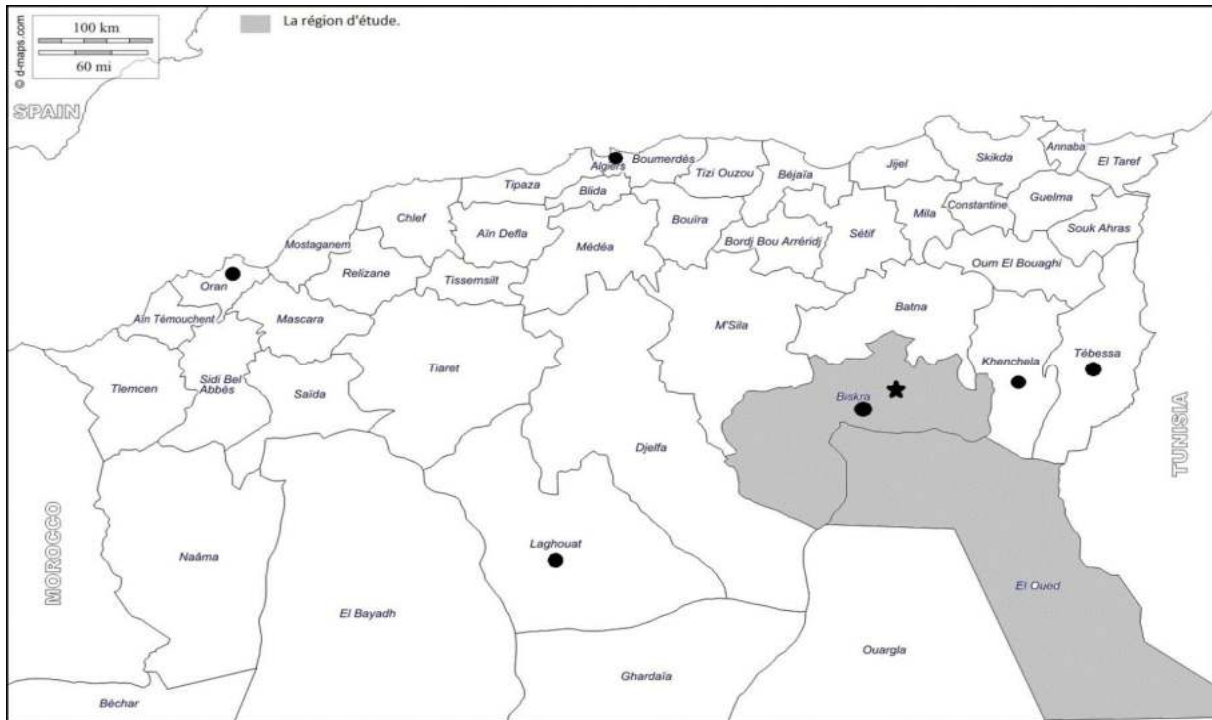 100 km
60 mi
© d-maps.com
La région d'étude.
SPAIN
Algiers
Boumerdès
Tizi Ouzou
Béjaïa
Jijel
Skikda
Annaba
El Taref
Tipaza
Blida
Bouïra
Bordj Bou Arréridj
Sétif
Mila
Constantine
Guelma
Souk Ahras
Chlef
Aïn Defla
Médéa
Oum El Bouaghi
Mostaganem
Relizane
Tissemsilt
Oran
Aïn Témouchent
Mascara
M'Sila
Batna
Khenchela
Tébessa
Tlemcen
Sidi Bel
Abbès
Saïda
Tiaret
Biskra
Djelfa
TUNISIA
MOROCCO
Naâma
Laghouat
El Bayadh
El Oued
Ouargla
Ghardaïa
Béchar